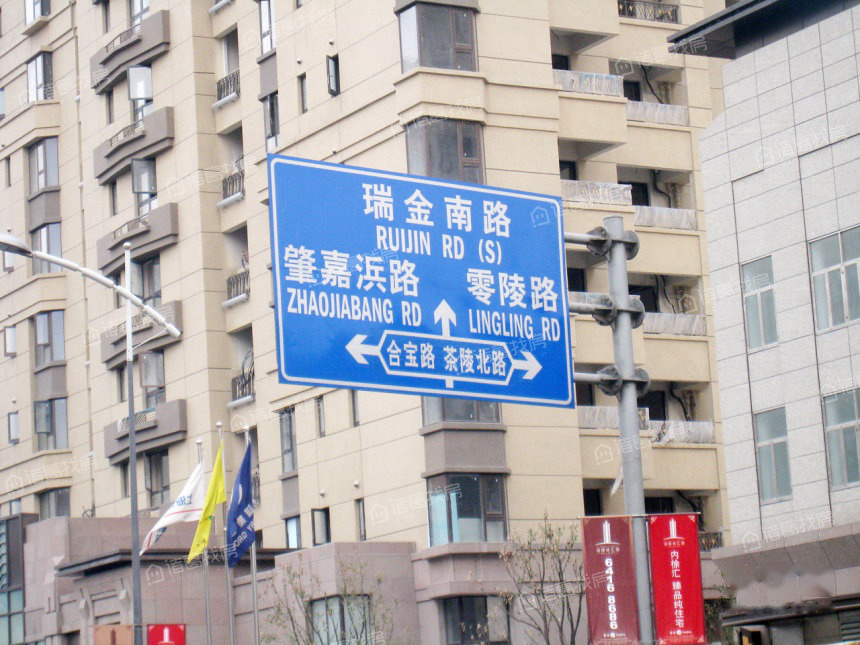 瑞金南路
RUIJIN RD (S)
肇嘉浜路 零陵路
ZHAOJIABANG RD LINGLING RD
合宝路 茶陵北路
6416 8686
内徐汇 臻品纯住宅